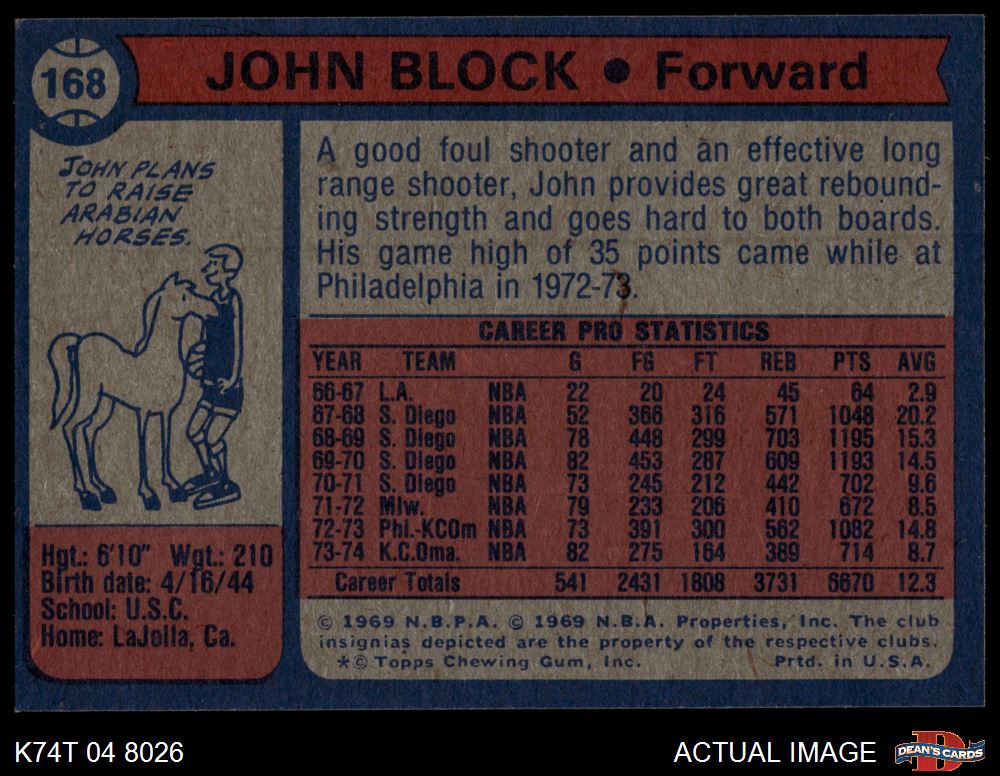 168
JOHN BLOCK ● Forward
JOHN PLANS
TO RAISE
ARABIAN
HORSES.
A good foul shooter and an effective long
range shooter, John provides great rebound-
ing strength and goes hard to both boards.
His game high of 35 points came while at
Philadelphia in 1972-73.
CAREER PRO STATISTICS
YEAR TEAM G FG FT REB PTS AVG
66-67 L.A. NBA 22 20 24 45 64 2.9
67-68 S. Diego NBA 52 366 316 571 1048 20.2
68-69 S. Diego NBA 78 448 299 703 1195 15.3
69-70 S. Diego NBA 82 453 287 609 1193 14.5
70-71 S. Diego NBA 73 245 212 442 702 9.6
71-72 Mlw. NBA 79 233 206 410 672 8.5
72-73 Phl.-KCOm NBA 73 391 300 562 1082 14.8
73-74 K.C.Oma. NBA 82 275 164 389 714 8.7
Career Totals 541 2431 1808 3731 6670 12.3
Hgt.: 6'10" Wgt.: 210
Birth date: 4/16/44
School: U.S.C.
Home: LaJolla, Ca.
© 1969 N.B.P.A. © 1969 N.B.A. Properties, Inc. The club
insignias depicted are the property of the respective clubs.
*© Topps Chewing Gum, Inc. Prtd. in U.S.A.
K74T 04 8026
ACTUAL IMAGE
D
DEAN'S CARDS